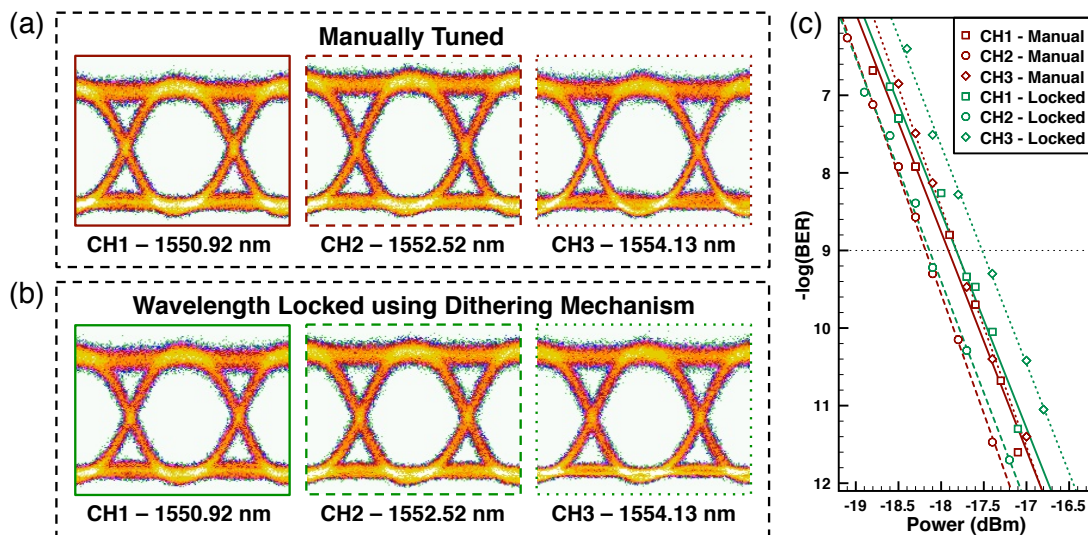 (a)
Manually Tuned
CH1 – 1550.92 nm
CH2 – 1552.52 nm
CH3 – 1554.13 nm
(b)
Wavelength Locked using Dithering Mechanism
CH1 – 1550.92 nm
CH2 – 1552.52 nm
CH3 – 1554.13 nm
(c)
CH1 - Manual
CH2 - Manual
CH3 - Manual
CH1 - Locked
CH2 - Locked
CH3 - Locked
-log(BER)
7
8
9
10
11
12
-19
-18.5
-18
-17.5
-17
-16.5
Power (dBm)